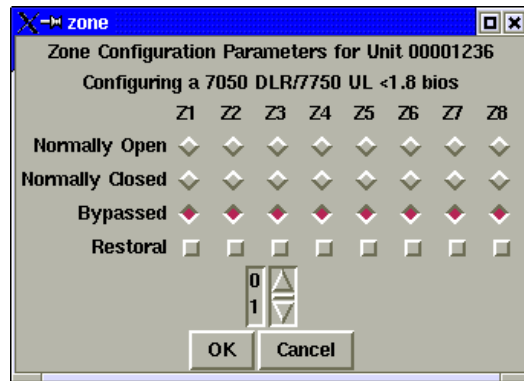 zone
Zone Configuration Parameters for Unit 00001236
Configuring a 7050 DLR/7750 UL <1.8 bios
Z1 Z2 Z3 Z4 Z5 Z6 Z7 Z8
Normally Open
Normally Closed
Bypassed
Restoral
0
1
OK Cancel